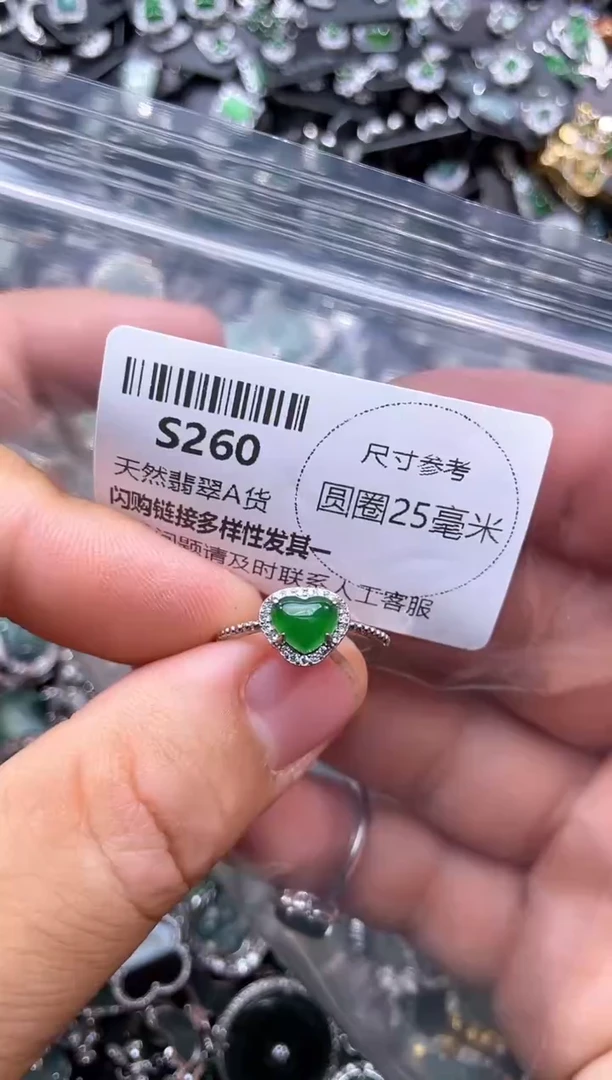 S260
天然翡翠A货
闪购链接多样性发其一
问题请及时联系人工客服
尺寸参考
圆圈25毫米